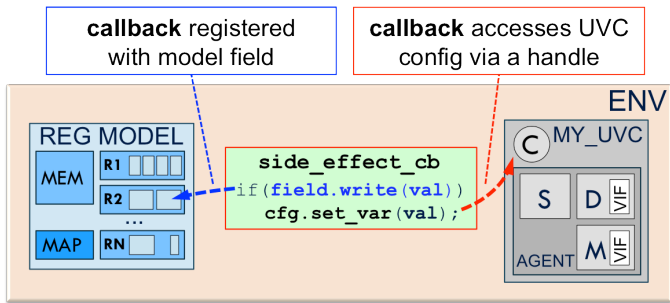 callback registered
with model field
callback accesses UVC
config via a handle
ENV
REG MODEL
MEM
R1
R2
...
MAP
RN
side_effect_cb
if(field.write(val))
cfg.set_var(val);
MY_UVC
C
S
D
VIF
M
VIF
AGENT